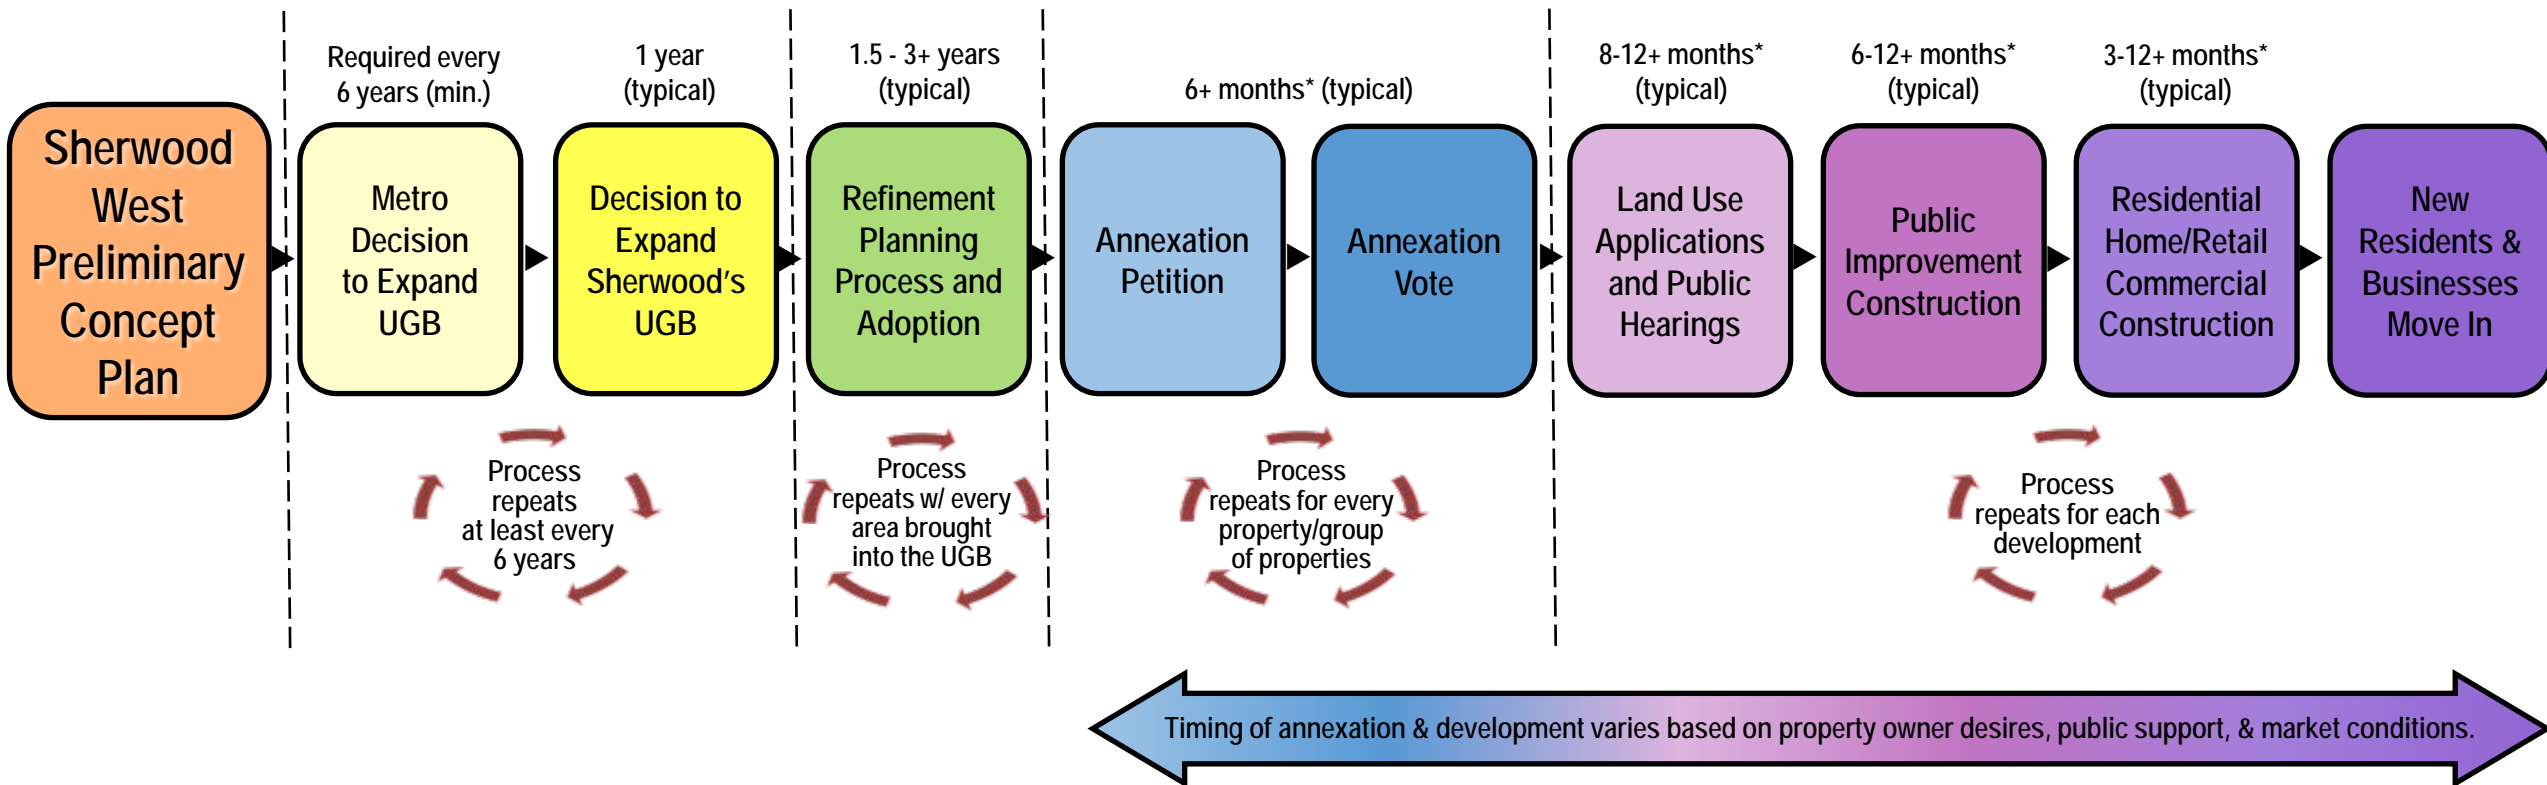 Required every
6 years (min.)
1 year
(typical)
1.5 - 3+ years
(typical)
6+ months* (typical)
8-12+ months*
(typical)
6-12+ months*
(typical)
3-12+ months*
(typical)
Sherwood
West
Preliminary
Concept
Plan
Metro
Decision
to Expand
UGB
Decision to
Expand
Sherwood's
UGB
Refinement
Planning
Process and
Adoption
Annexation
Petition
Annexation
Vote
Land Use
Applications
and Public
Hearings
Public
Improvement
Construction
Residential
Home/Retail
Commercial
Construction
New
Residents &
Businesses
Move In
Process
repeats
at least every
6 years
Process
repeats w/ every
area brought
into the UGB
Process
repeats for every
property/group
of properties
Process
repeats for each
development
Timing of annexation & development varies based on property owner desires, public support, & market conditions.